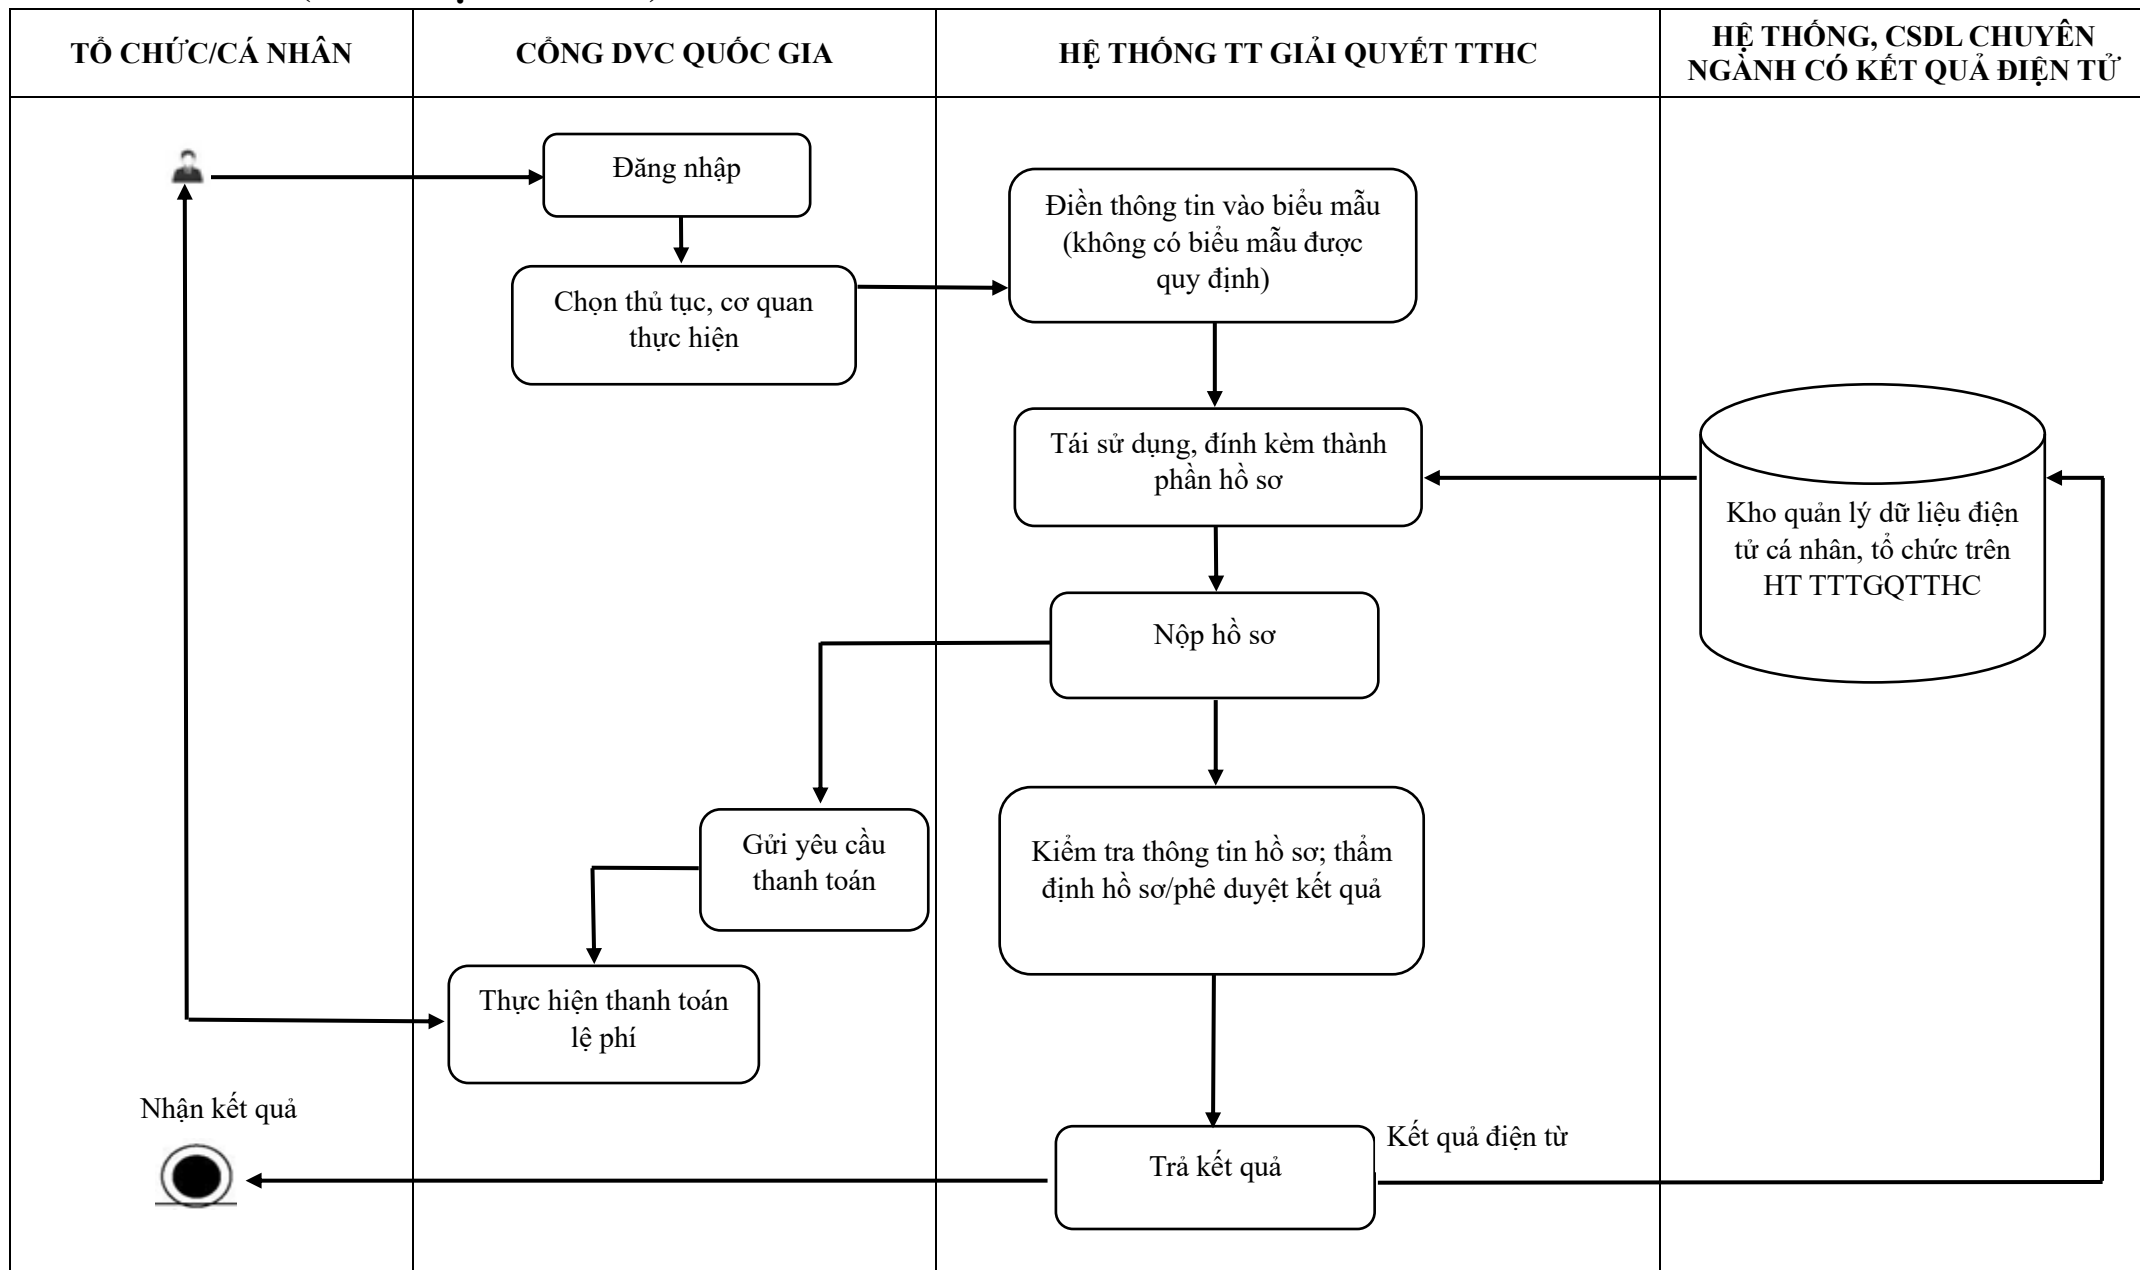 TỔ CHỨC/CÁ NHÂN
CỔNG DVC QUỐC GIA
HỆ THỐNG TT GIẢI QUYẾT TTHC
HỆ THỐNG, CSDL CHUYÊN
NGÀNH CÓ KẾT QUẢ ĐIỆN TỬ
Đăng nhập
Chọn thủ tục, cơ quan
thực hiện
Điền thông tin vào biểu mẫu
(không có biểu mẫu được
quy định)
Tái sử dụng, đính kèm thành
phần hồ sơ
Kho quản lý dữ liệu điện
tử cá nhân, tổ chức trên
HT TTTGQTTHC
Nộp hồ sơ
Gửi yêu cầu
thanh toán
Kiểm tra thông tin hồ sơ; thẩm
định hồ sơ/phê duyệt kết quả
Thực hiện thanh toán
lệ phí
Nhận kết quả
Trả kết quả
Kết quả điện từ